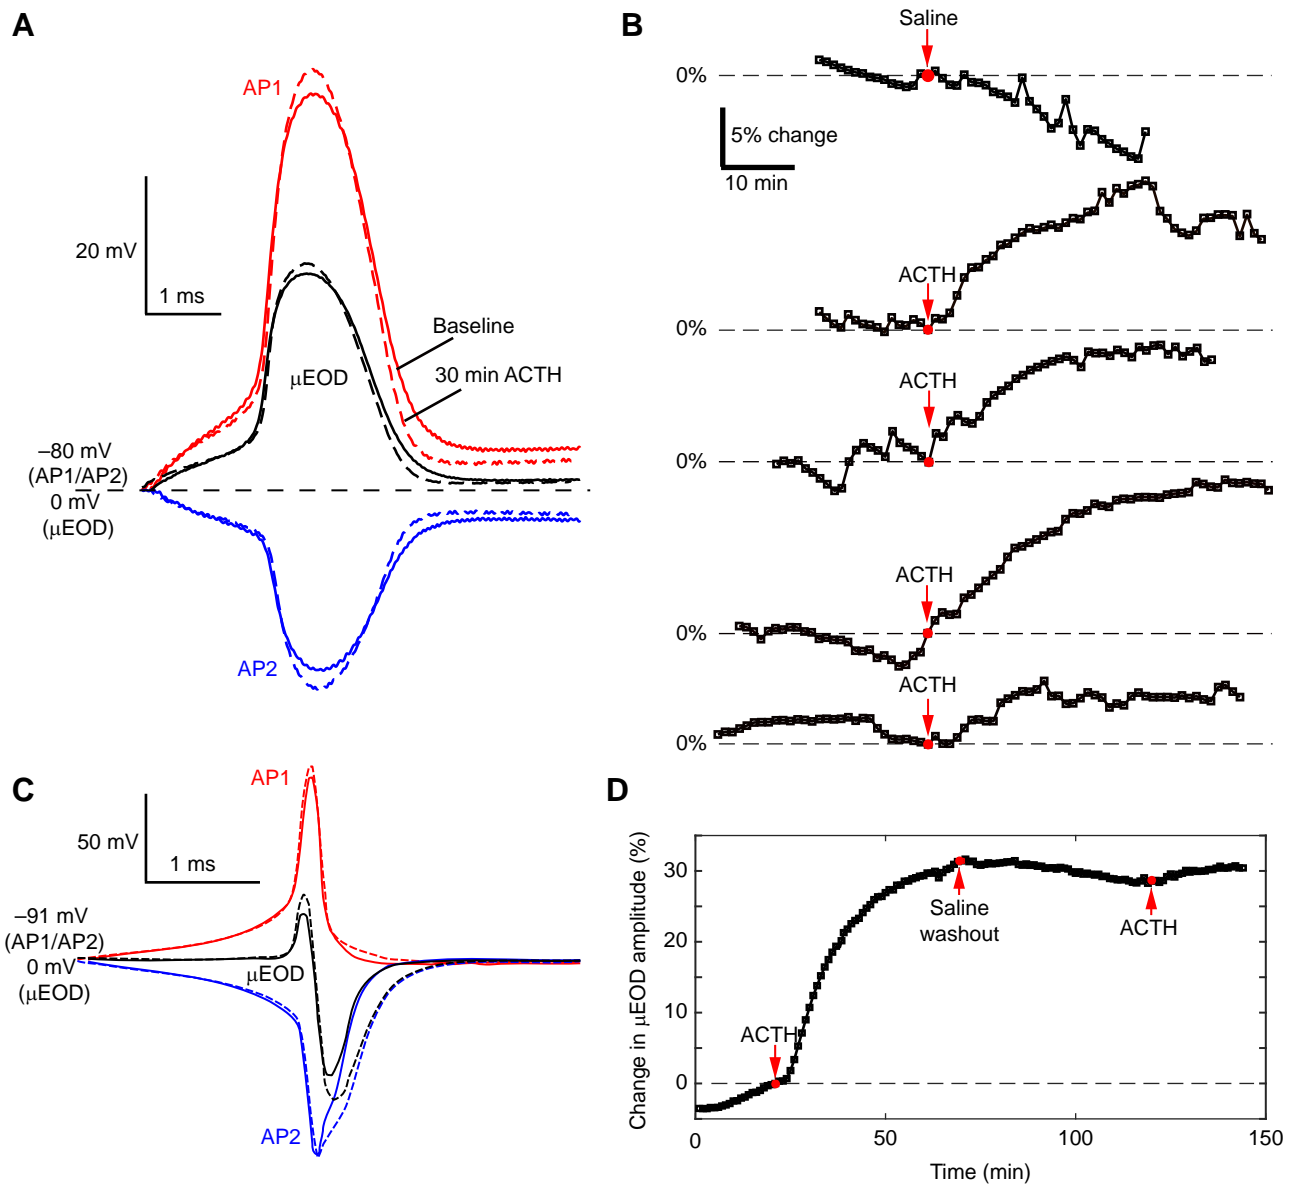 A
AP1
20 mV
1 ms
Baseline
30 min ACTH
μEOD
–80 mV
(AP1/AP2)
0 mV
(μEOD)
AP2
B
Saline
0%
5% change
10 min
ACTH
0%
ACTH
0%
ACTH
0%
ACTH
0%
C
AP1
50 mV
1 ms
–91 mV
(AP1/AP2)
0 mV
(μEOD)
μEOD
AP2
D
Change in μEOD amplitude (%)
30
20
10
0
ACTH
Saline
washout
ACTH
0
50
100
150
Time (min)